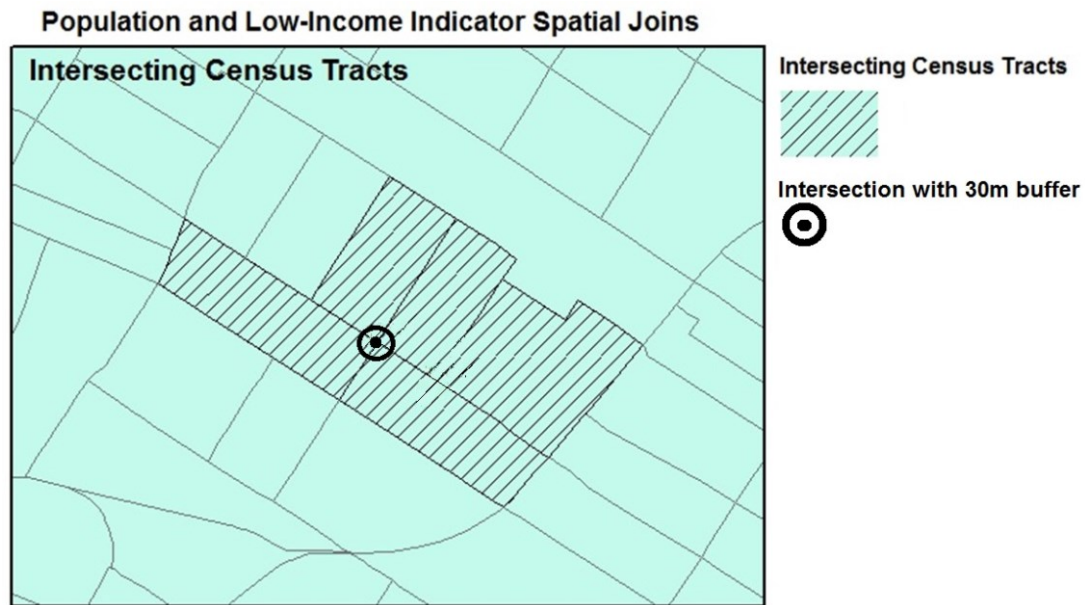 Population and Low-Income Indicator Spatial Joins
Intersecting Census Tracts
Intersecting Census Tracts
Intersection with 30m buffer